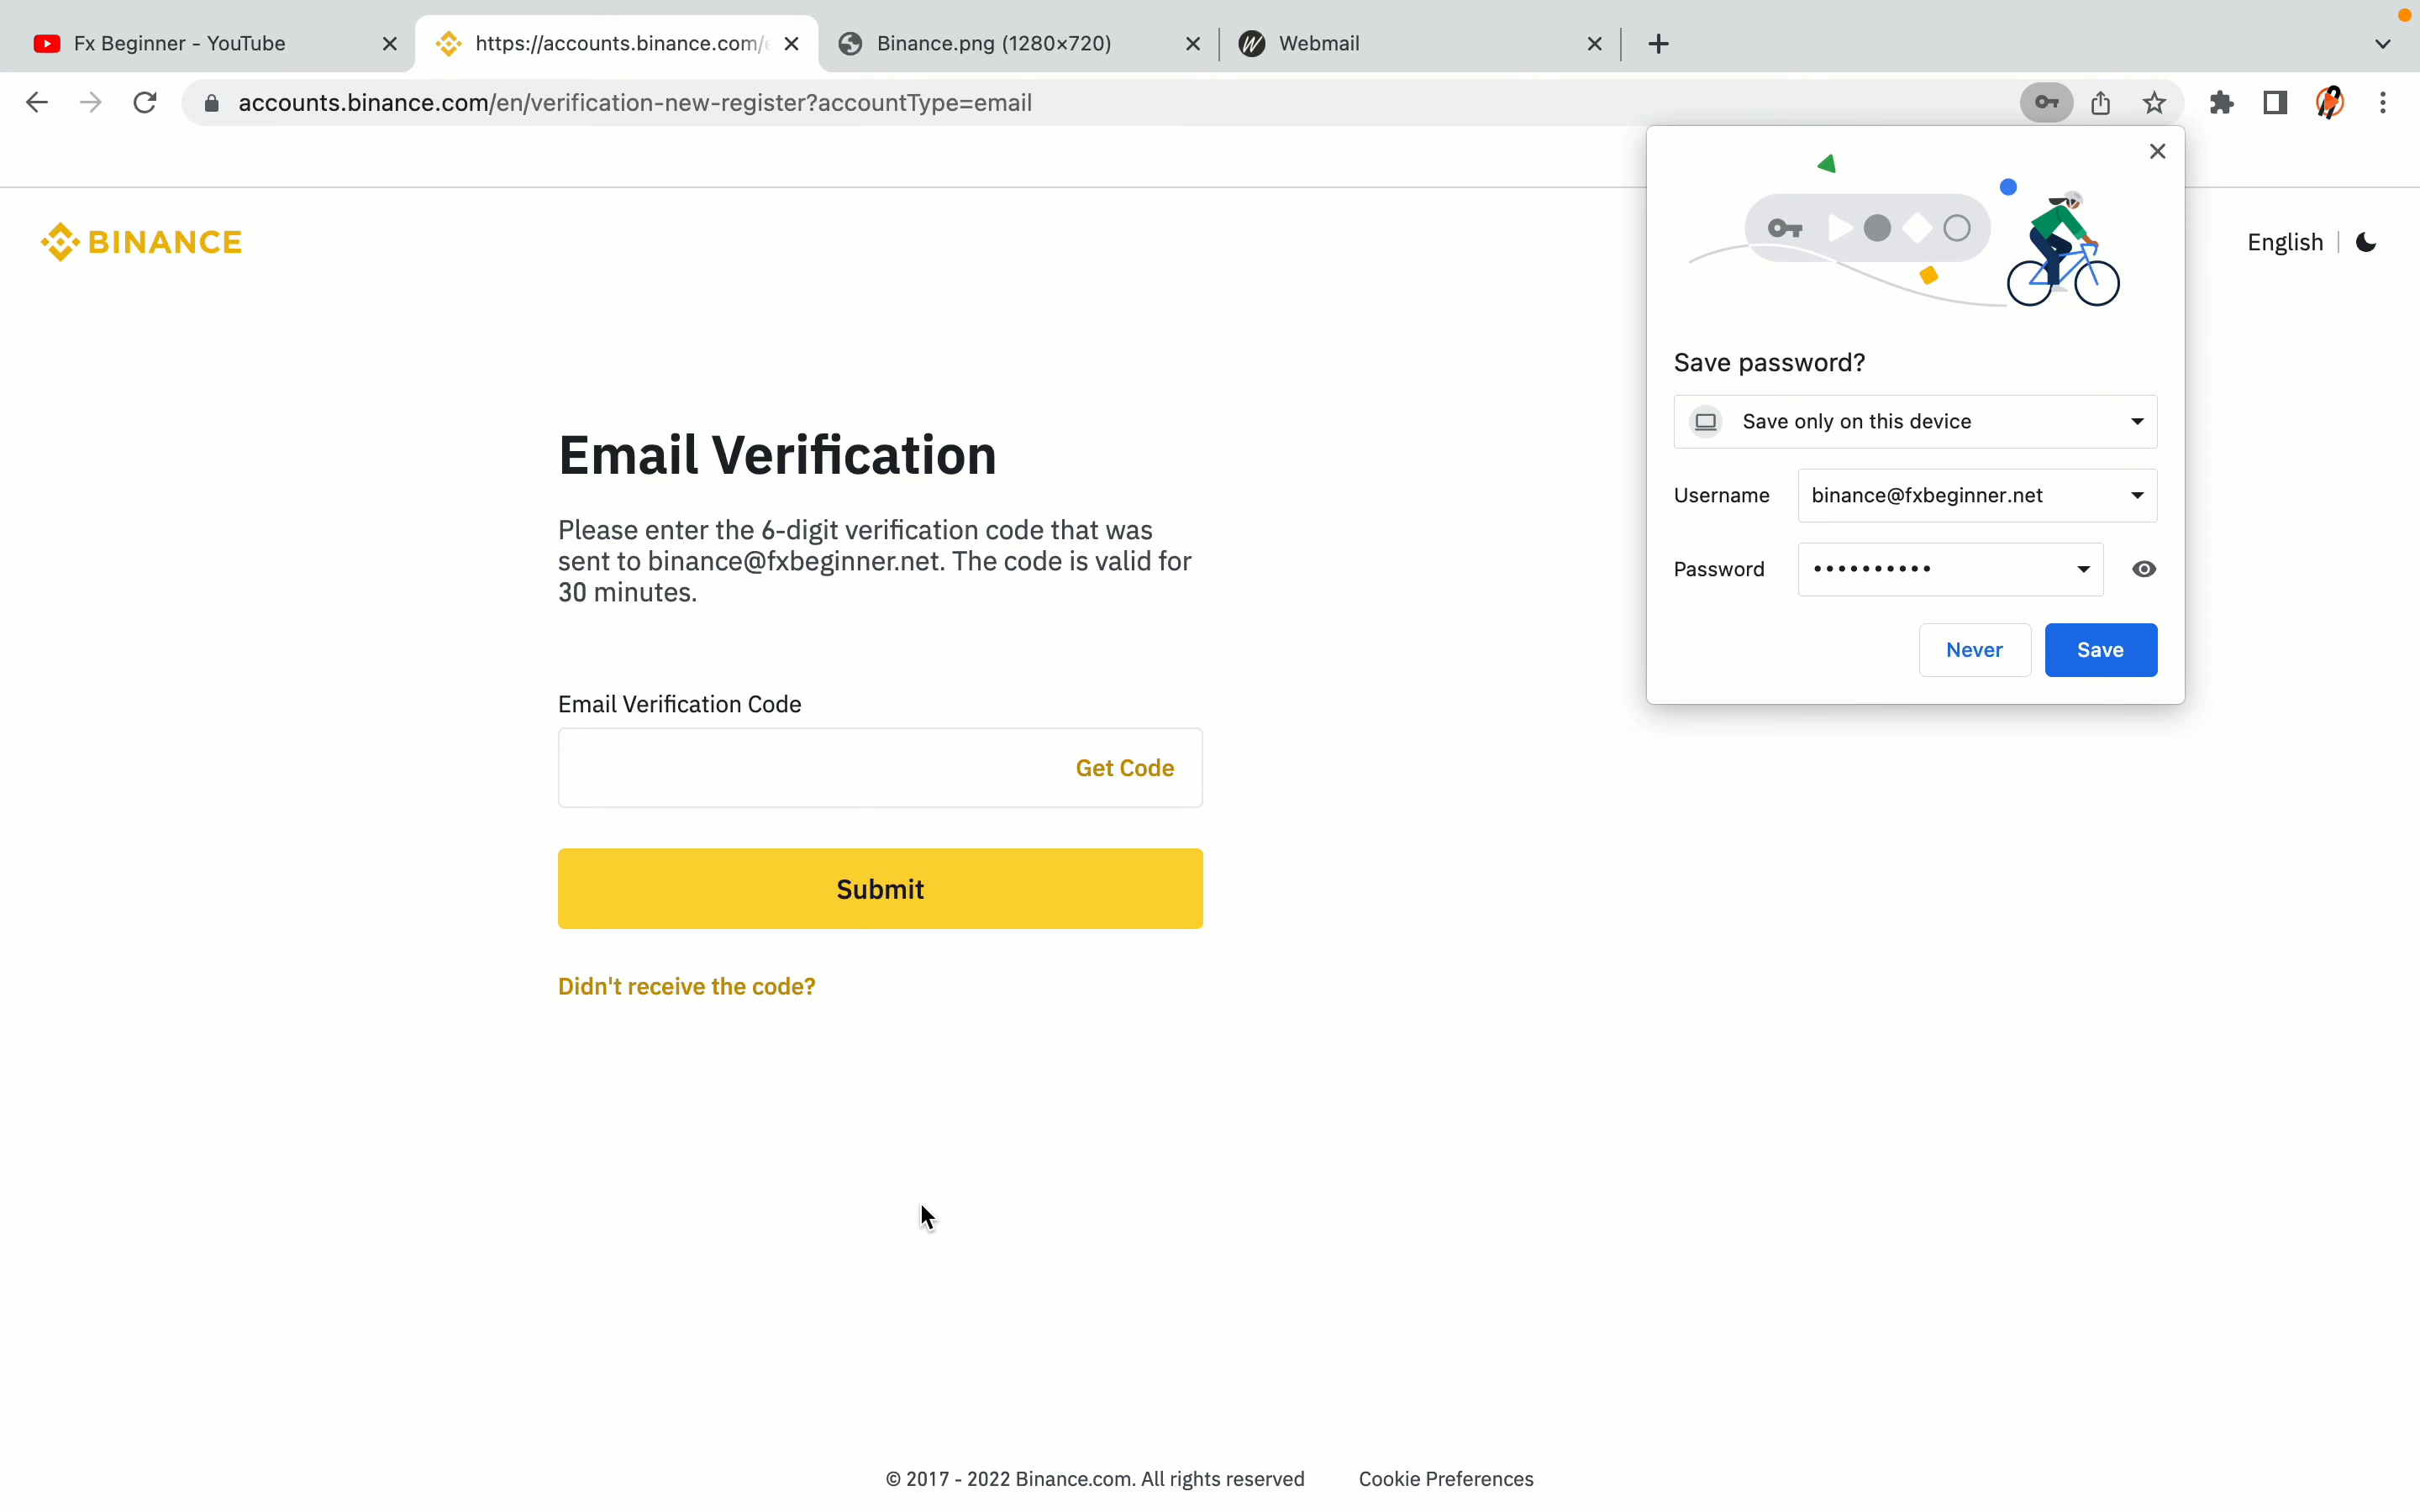 Fx Beginner - YouTube
https://accounts.binance.com/e
Binance.png (1280×720)
Webmail
accounts.binance.com/en/verification-new-register?accountType=email
BINANCE
English
Save password?
Save only on this device
Username binance@fxbeginner.net
Password ••••••••••
Never Save
Email Verification
Please enter the 6-digit verification code that was
sent to binance@fxbeginner.net. The code is valid for
30 minutes.
Email Verification Code
Get Code
Submit
Didn't receive the code?
© 2017 - 2022 Binance.com. All rights reserved Cookie Preferences